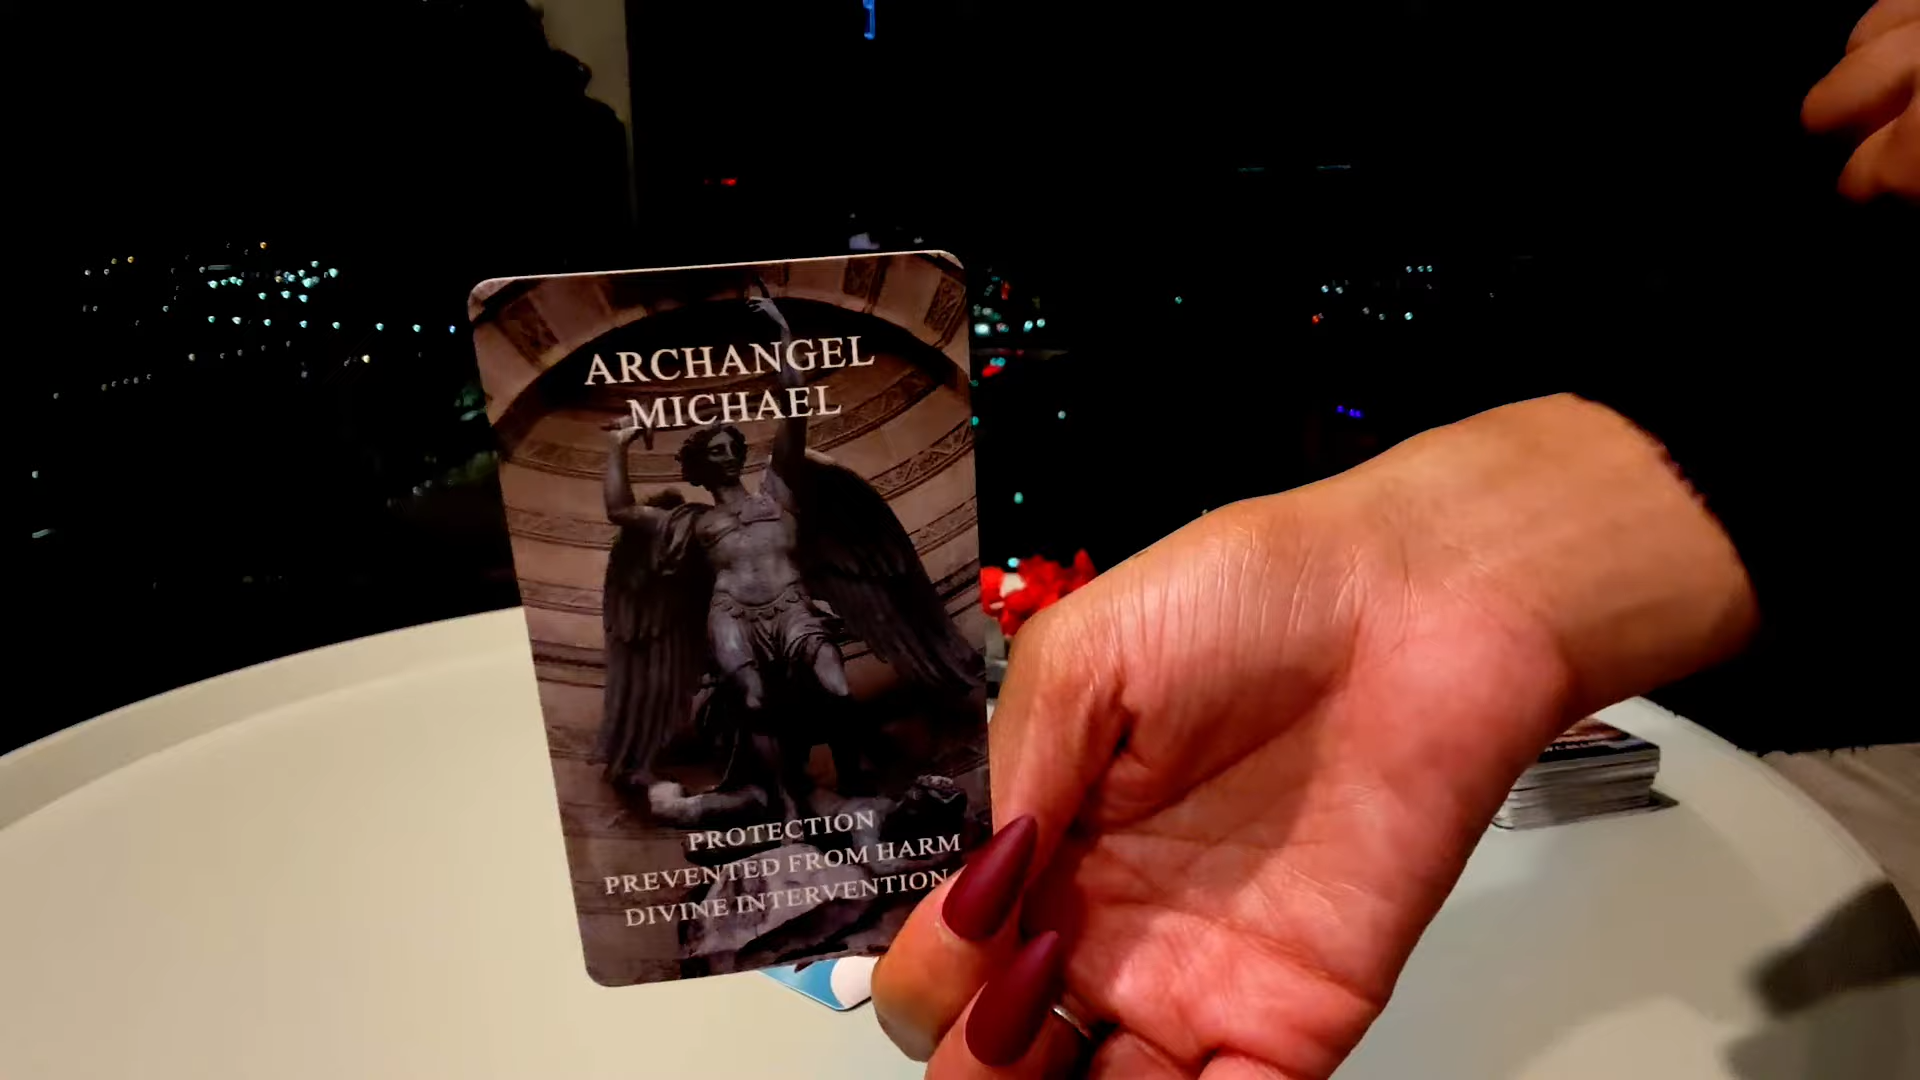 ARCHANGEL
MICHAEL
PROTECTION
PREVENTED FROM HARM
DIVINE INTERVENTION